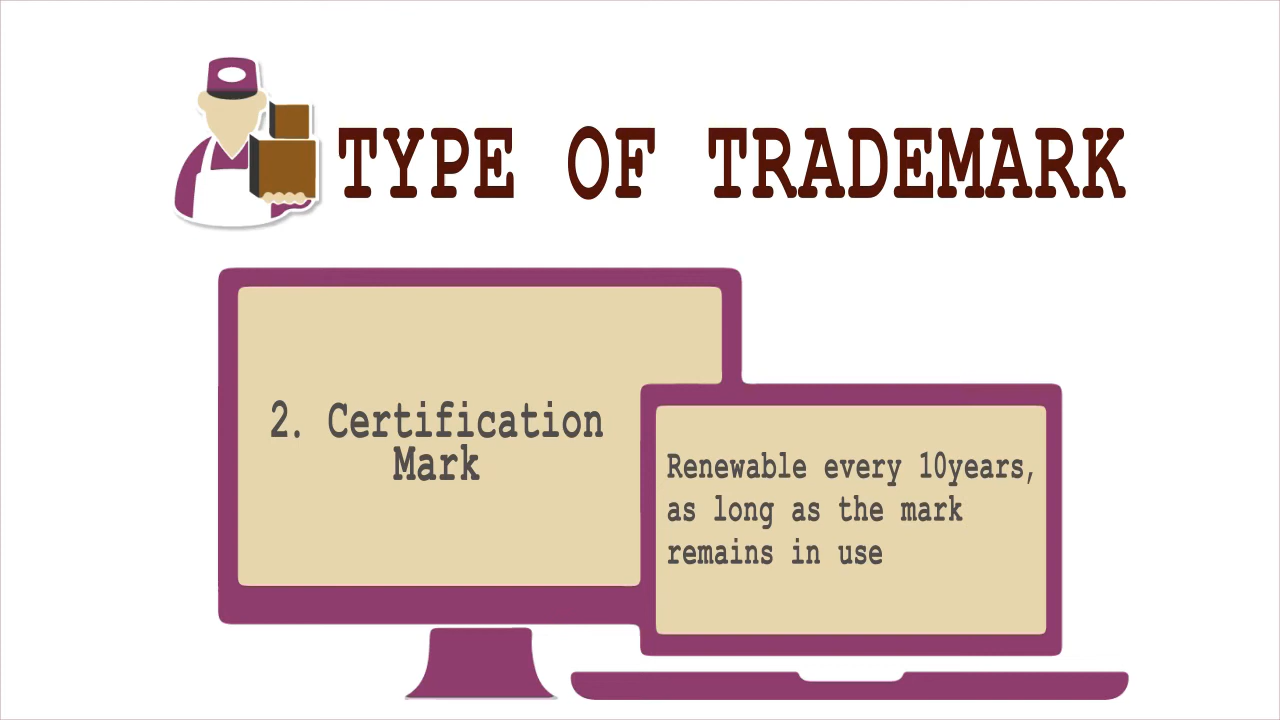 TYPE OF TRADEMARK
2. Certification
Mark
Renewable every 10years,
as long as the mark
remains in use